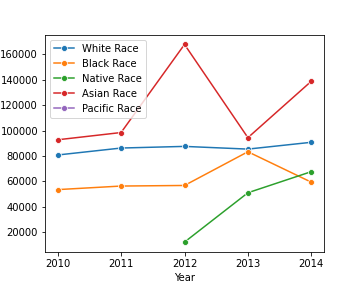 160000
140000
120000
100000
80000
60000
40000
20000
White Race
Black Race
Native Race
Asian Race
Pacific Race
2010 2011 2012 2013 2014
Year